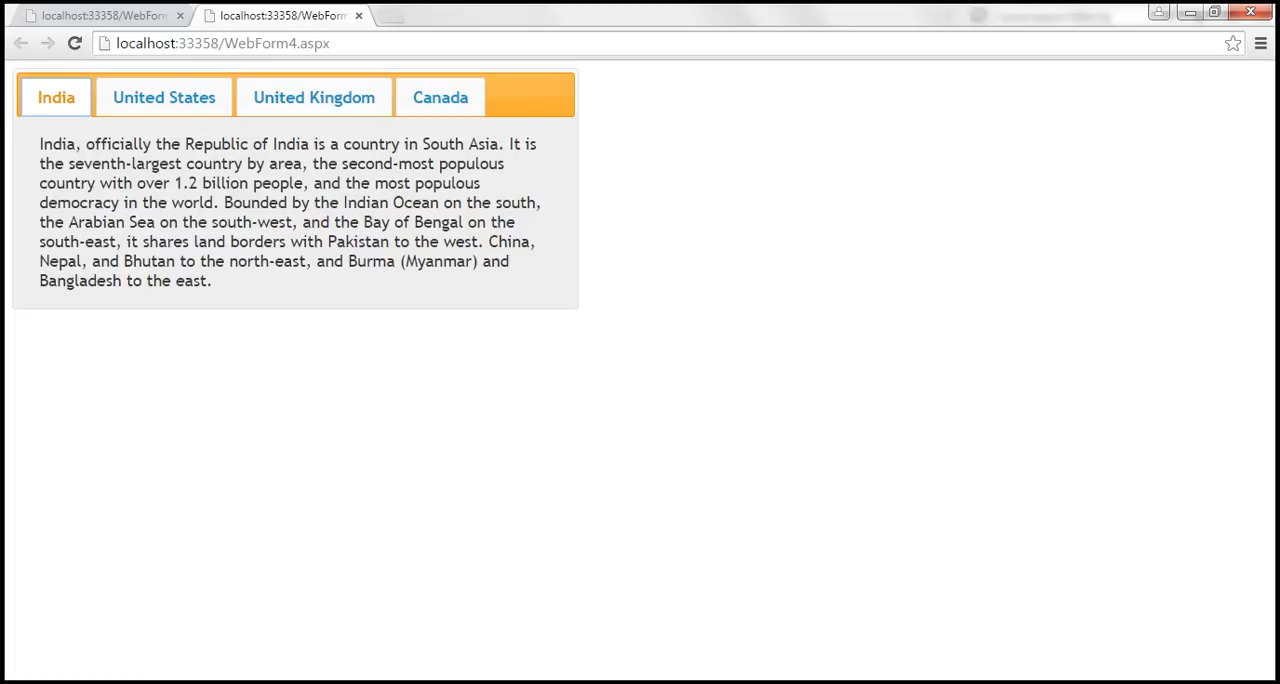 localhost:33358/WebForm
localhost:33358/WebForm
localhost:33358/WebForm4.aspx
India United States United Kingdom Canada
India, officially the Republic of India is a country in South Asia. It is
the seventh-largest country by area, the second-most populous
country with over 1.2 billion people, and the most populous
democracy in the world. Bounded by the Indian Ocean on the south,
the Arabian Sea on the south-west, and the Bay of Bengal on the
south-east, it shares land borders with Pakistan to the west. China,
Nepal, and Bhutan to the north-east, and Burma (Myanmar) and
Bangladesh to the east.